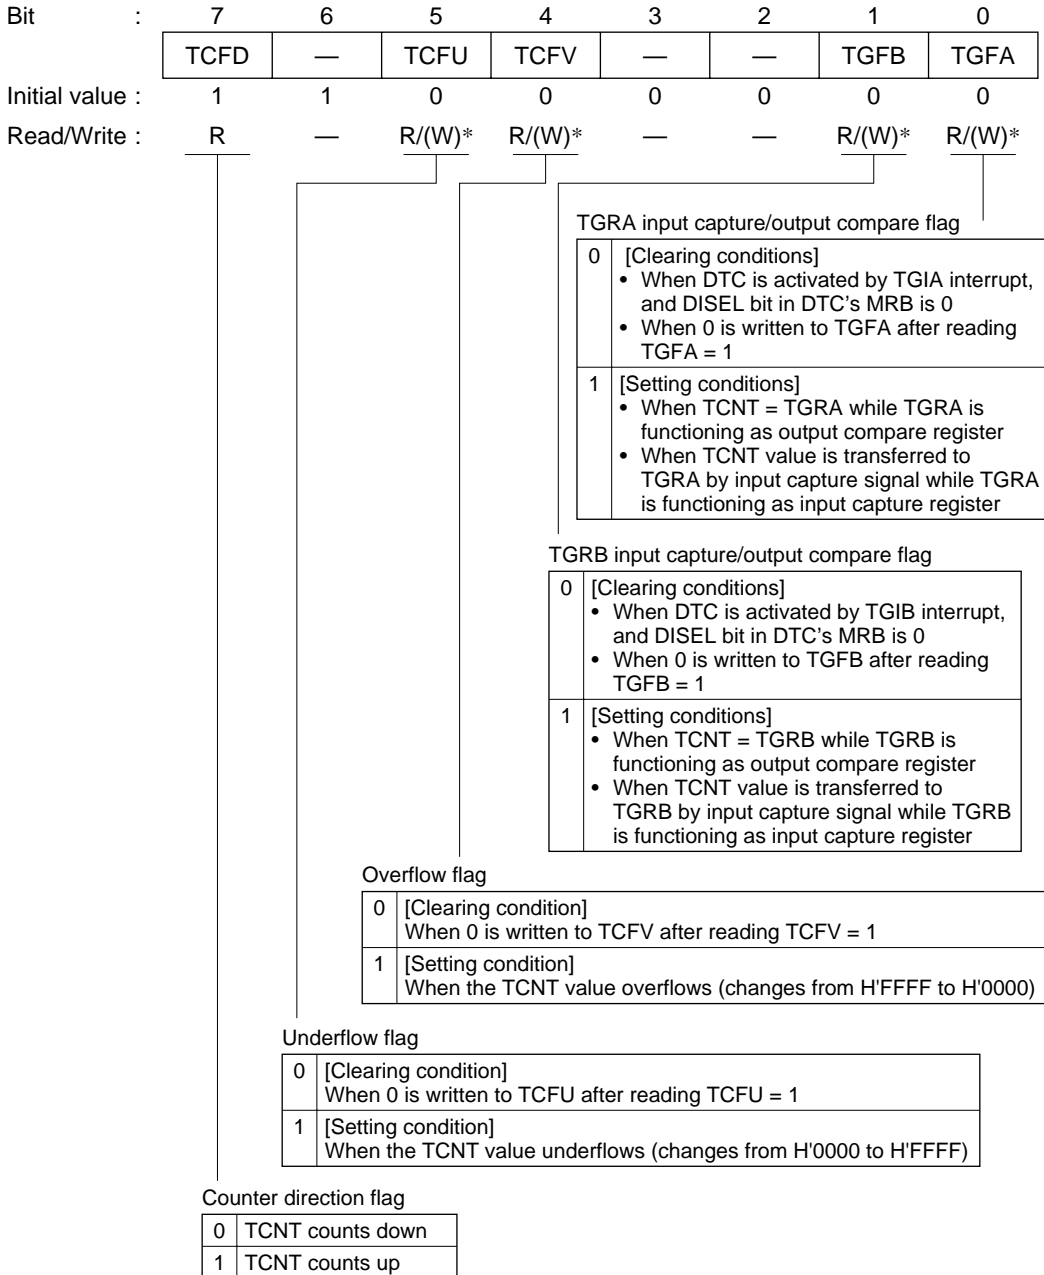 Bit : 7 6 5 4 3 2 1 0
TCFD — TCFU TCFV — — TGFB TGFA
Initial value : 1 1 0 0 0 0 0 0
Read/Write : R — R/(W)* R/(W)* — — R/(W)* R/(W)*
TGRA input capture/output compare flag
0 [Clearing conditions]
• When DTC is activated by TGIA interrupt,
and DISEL bit in DTC's MRB is 0
• When 0 is written to TGFA after reading
TGFA = 1
1 [Setting conditions]
• When TCNT = TGRA while TGRA is
functioning as output compare register
• When TCNT value is transferred to
TGRA by input capture signal while TGRA
is functioning as input capture register
TGRB input capture/output compare flag
0 [Clearing conditions]
• When DTC is activated by TGIB interrupt,
and DISEL bit in DTC's MRB is 0
• When 0 is written to TGFB after reading
TGFB = 1
1 [Setting conditions]
• When TCNT = TGRB while TGRB is
functioning as output compare register
• When TCNT value is transferred to
TGRB by input capture signal while TGRB
is functioning as input capture register
Overflow flag
0 [Clearing condition]
When 0 is written to TCFV after reading TCFV = 1
1 [Setting condition]
When the TCNT value overflows (changes from H'FFFF to H'0000)
Underflow flag
0 [Clearing condition]
When 0 is written to TCFU after reading TCFU = 1
1 [Setting condition]
When the TCNT value underflows (changes from H'0000 to H'FFFF)
Counter direction flag
0 TCNT counts down
1 TCNT counts up